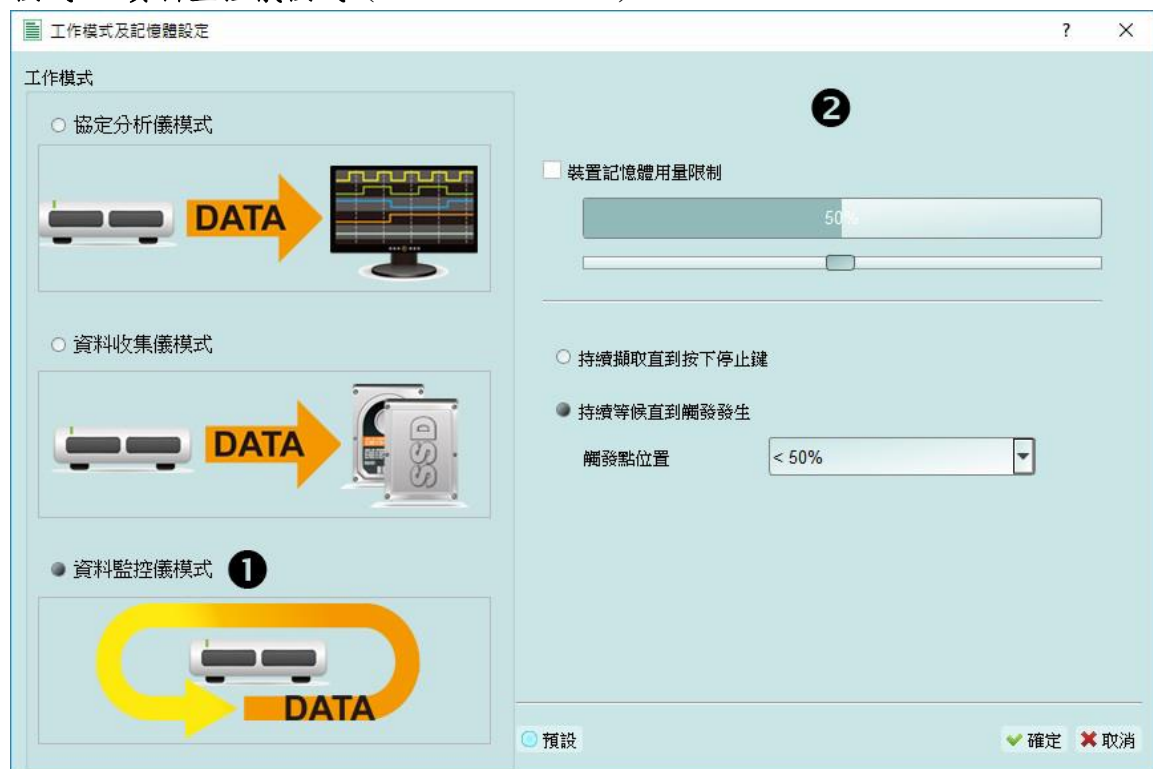 工作模式及記憶體設定
?
×
工作模式
協定分析儀模式
DATA
資料收集儀模式
DATA
SSD
資料監控儀模式 ❶
DATA
❷
裝置記憶體用量限制
50%
持續擷取直到按下停止鍵
持續等候直到觸發發生
觸發點位置 < 50%
預設
確定 取消